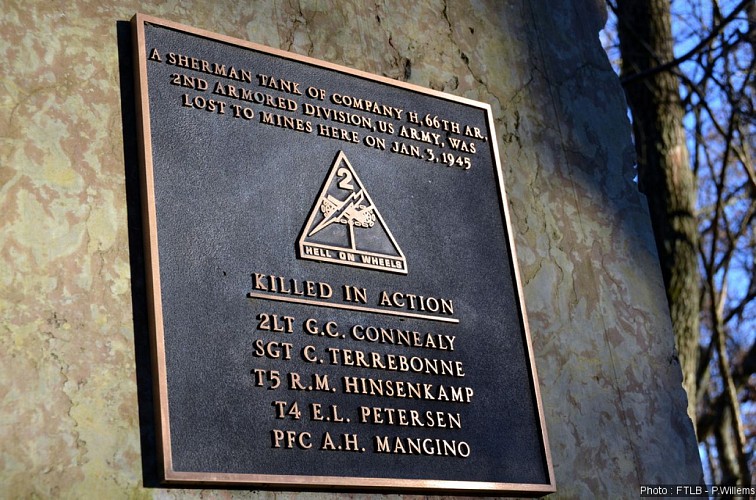 A SHERMAN TANK OF COMPANY H, 66TH AR,
2ND ARMORED DIVISION, US ARMY, WAS
LOST TO MINES HERE ON JAN. 3, 1945
2
HELL ON WHEELS
KILLED IN ACTION
2LT G.C. CONNEALY
SGT C. TERREBONNE
T5 R.M. HINSENKAMP
T4 E.L. PETERSEN
PFC A.H. MANGINO
Photo : FTLB - P.Willems